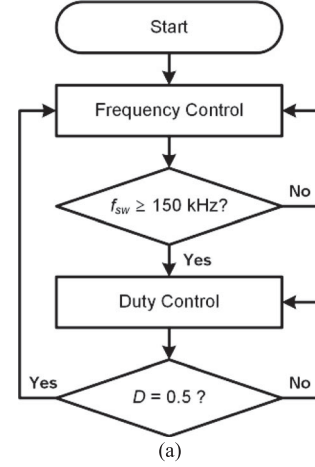 Start
Frequency Control
f_sw ≥ 150 kHz?
No
Yes
Duty Control
Yes
D = 0.5 ?
No
(a)